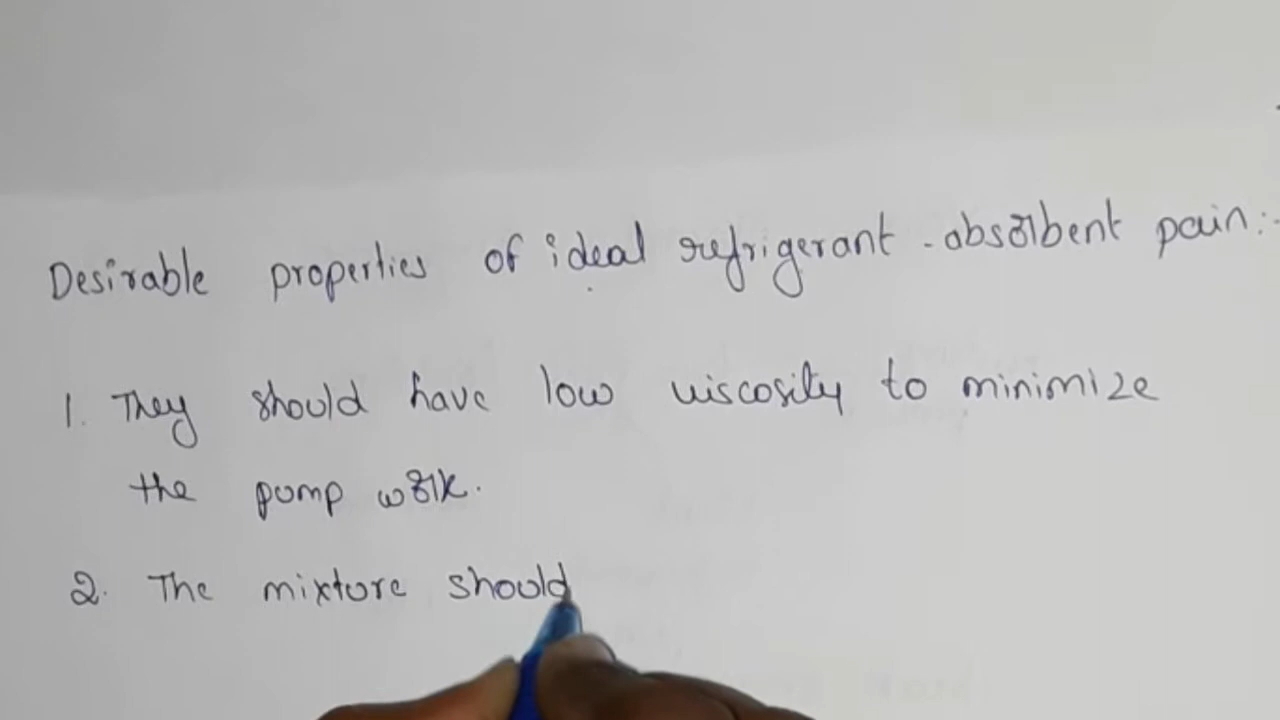 Desirable properties of ideal refrigerant - absorbent pair:
1. They should have low viscosity to minimize
the pump work.
2. The mixture should